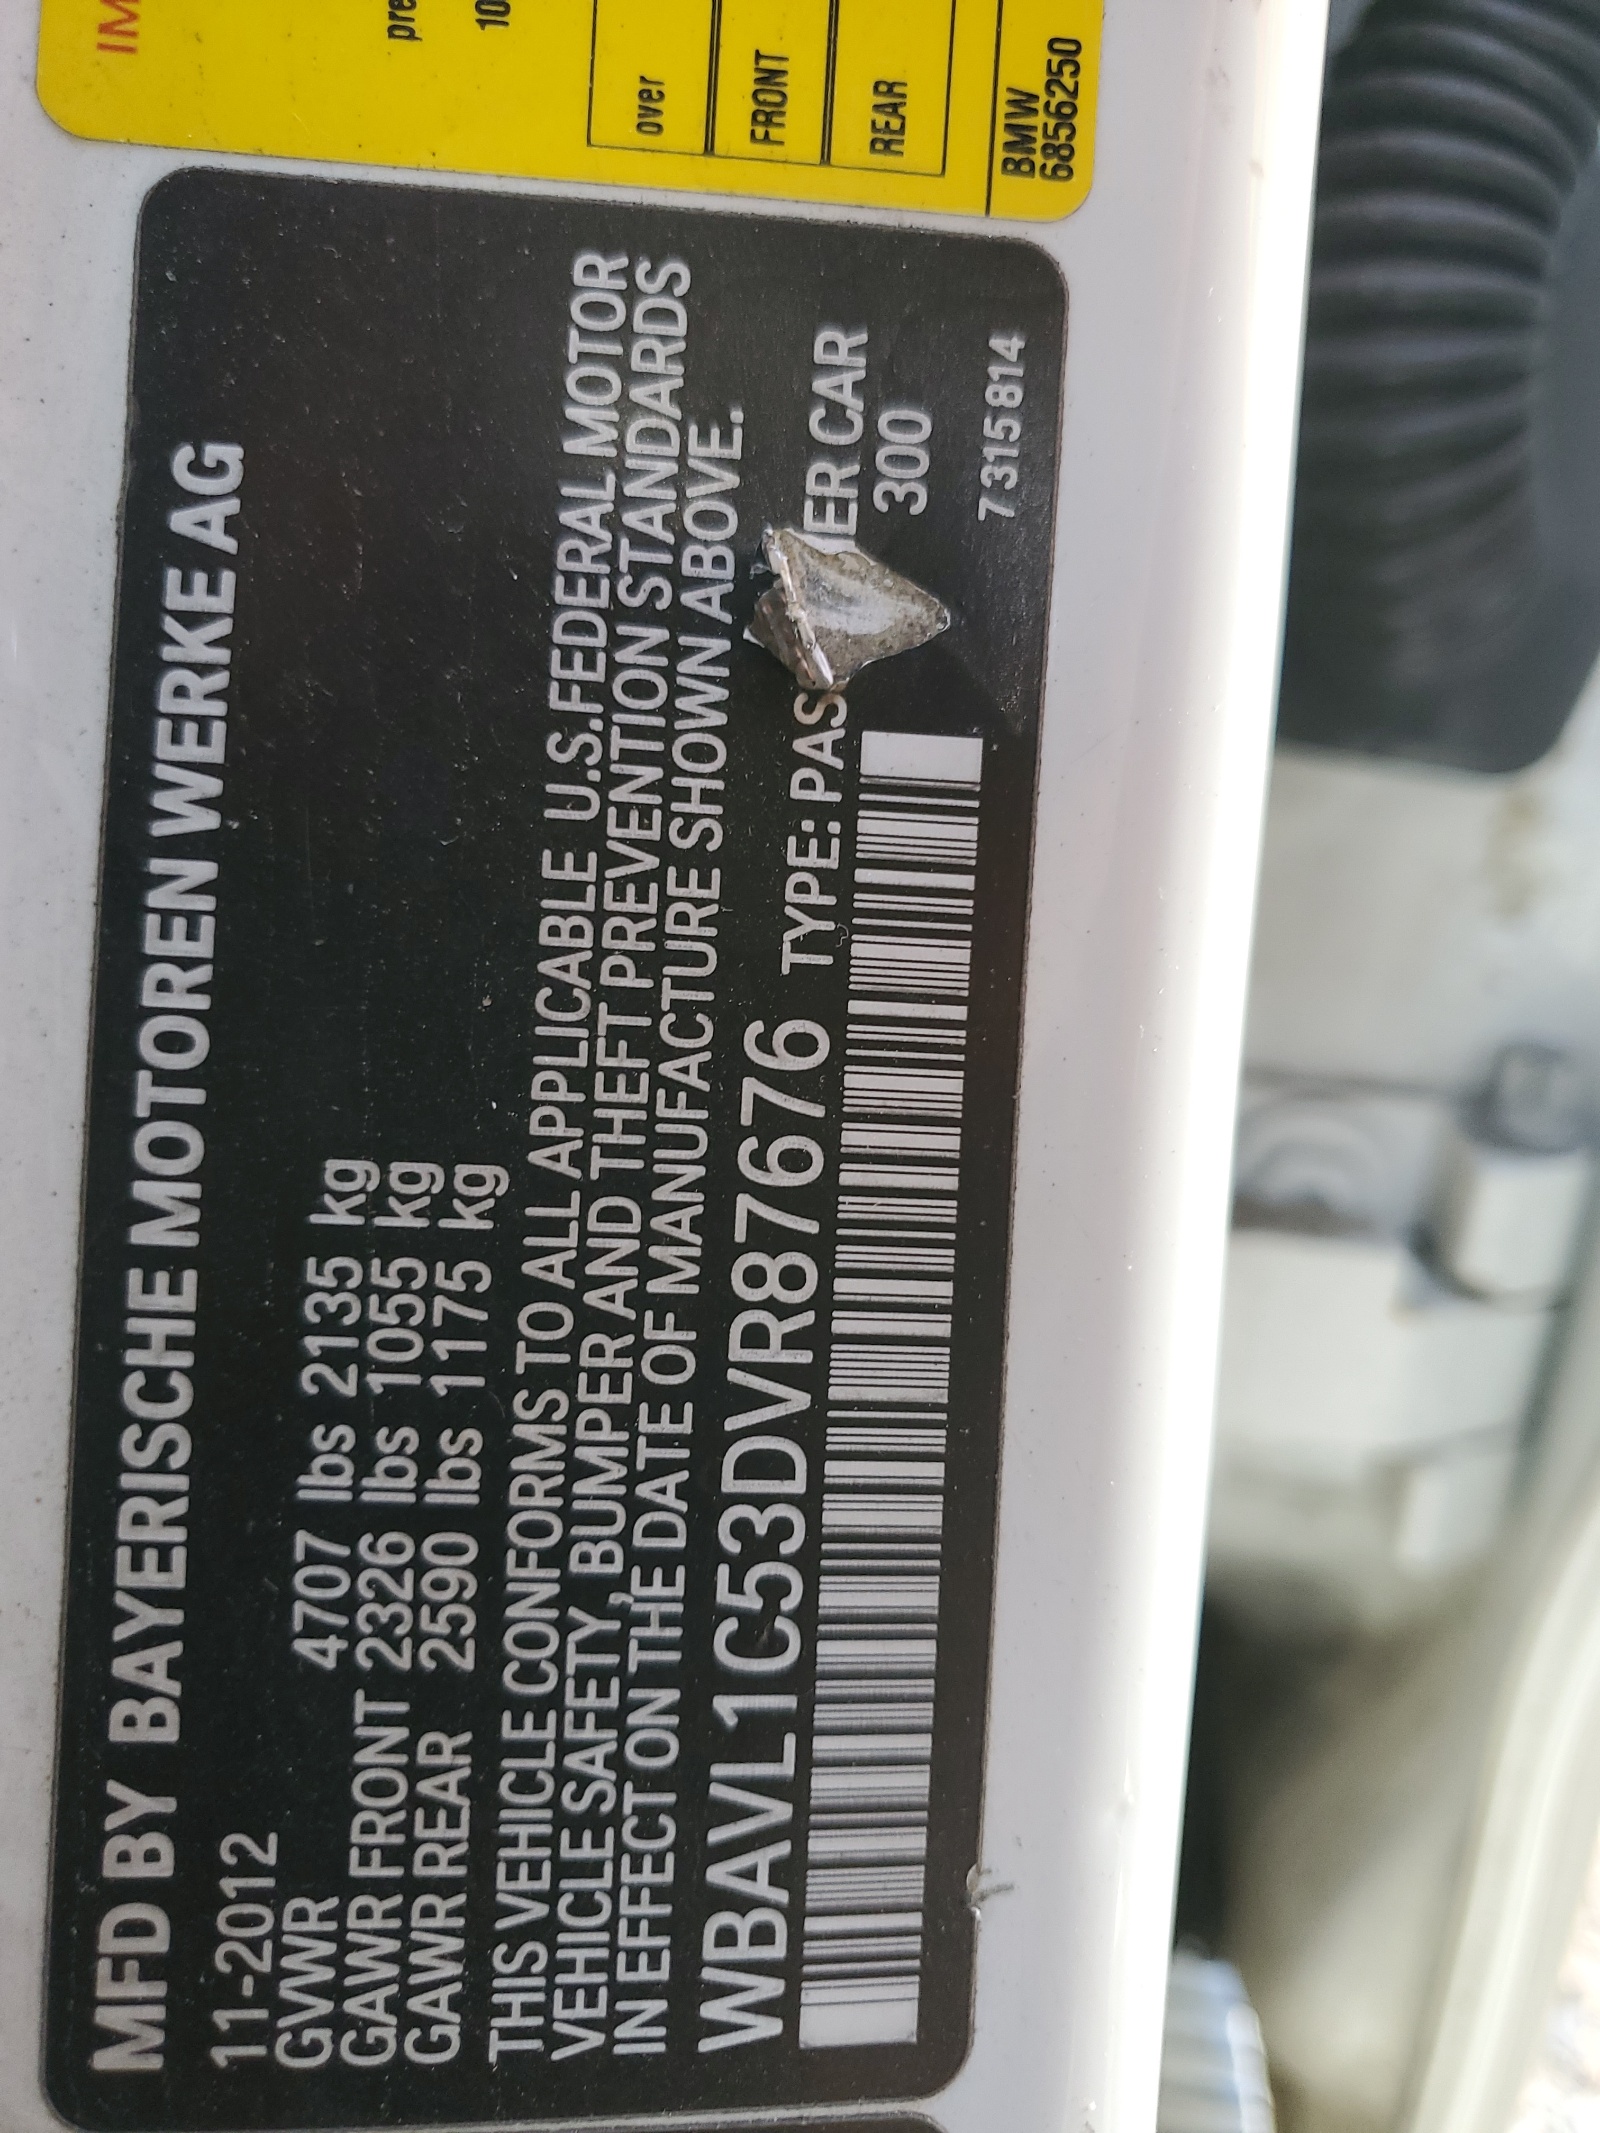 MFD BY BAYERISCHE MOTOREN WERKE AG
11-2012
GVWR 4707 lbs 2135 kg
GAWR FRONT 2326 lbs 1055 kg
GAWR REAR 2590 lbs 1175 kg
THIS VEHICLE CONFORMS TO ALL APPLICABLE U.S.FEDERAL MOTOR
VEHICLE SAFETY, BUMPER AND THEFT PREVENTION STANDARDS
IN EFFECT ON THE DATE OF MANUFACTURE SHOWN ABOVE.
WBAVL1C53DVR87676 TYPE: PAS ER CAR
300
7315814
over
FRONT
REAR
BMW
6856250